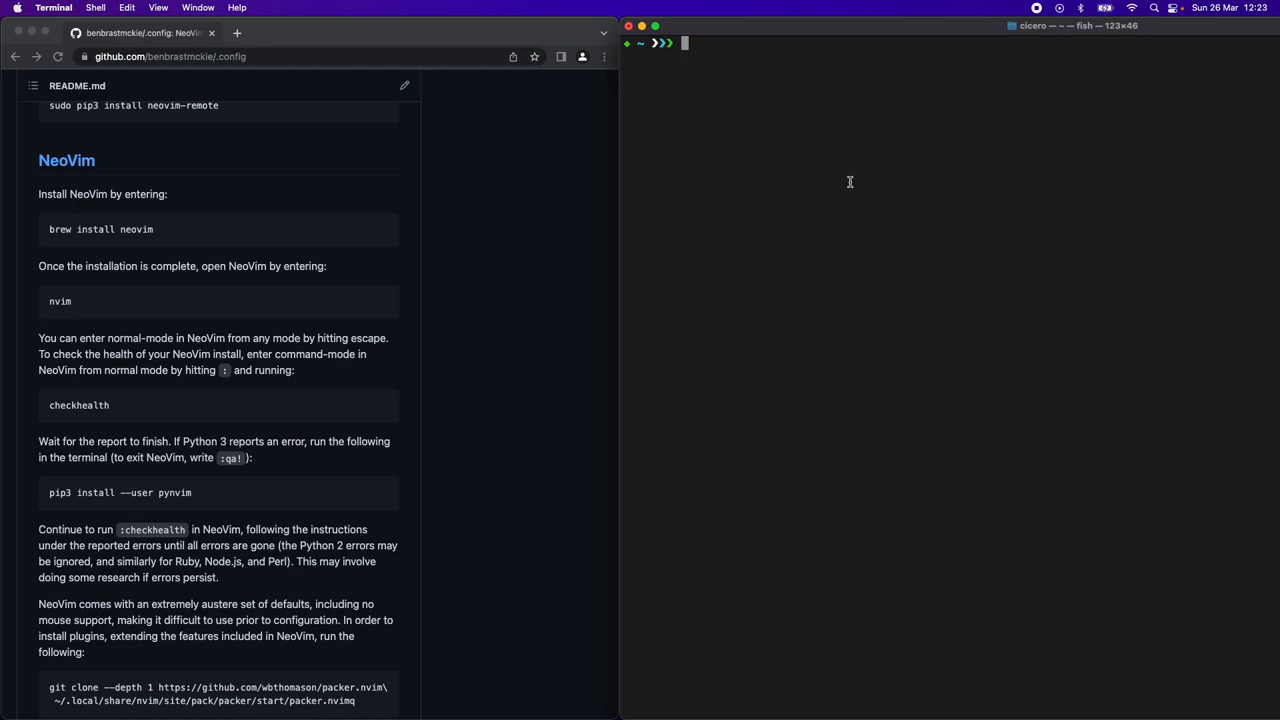 Terminal Shell Edit View Window Help Sun 26 Mar 12:23
benbrastmckie/.config: NeoVi
cicero — ~ — fish — 123×46
github.com/benbrastmckie/.config
~ ❯❯❯
README.md
sudo pip3 install neovim-remote
NeoVim
Install NeoVim by entering:
brew install neovim
Once the installation is complete, open NeoVim by entering:
nvim
You can enter normal-mode in NeoVim from any mode by hitting escape.
To check the health of your NeoVim install, enter command-mode in
NeoVim from normal mode by hitting : and running:
checkhealth
Wait for the report to finish. If Python 3 reports an error, run the following
in the terminal (to exit NeoVim, write :qa! ):
pip3 install --user pynvim
Continue to run :checkhealth in NeoVim, following the instructions
under the reported errors until all errors are gone (the Python 2 errors may
be ignored, and similarly for Ruby, Node.js, and Perl). This may involve
doing some research if errors persist.
NeoVim comes with an extremely austere set of defaults, including no
mouse support, making it difficult to use prior to configuration. In order to
install plugins, extending the features included in NeoVim, run the
following:
git clone --depth 1 https://github.com/wbthomason/packer.nvim\
~/.local/share/nvim/site/pack/packer/start/packer.nvimq